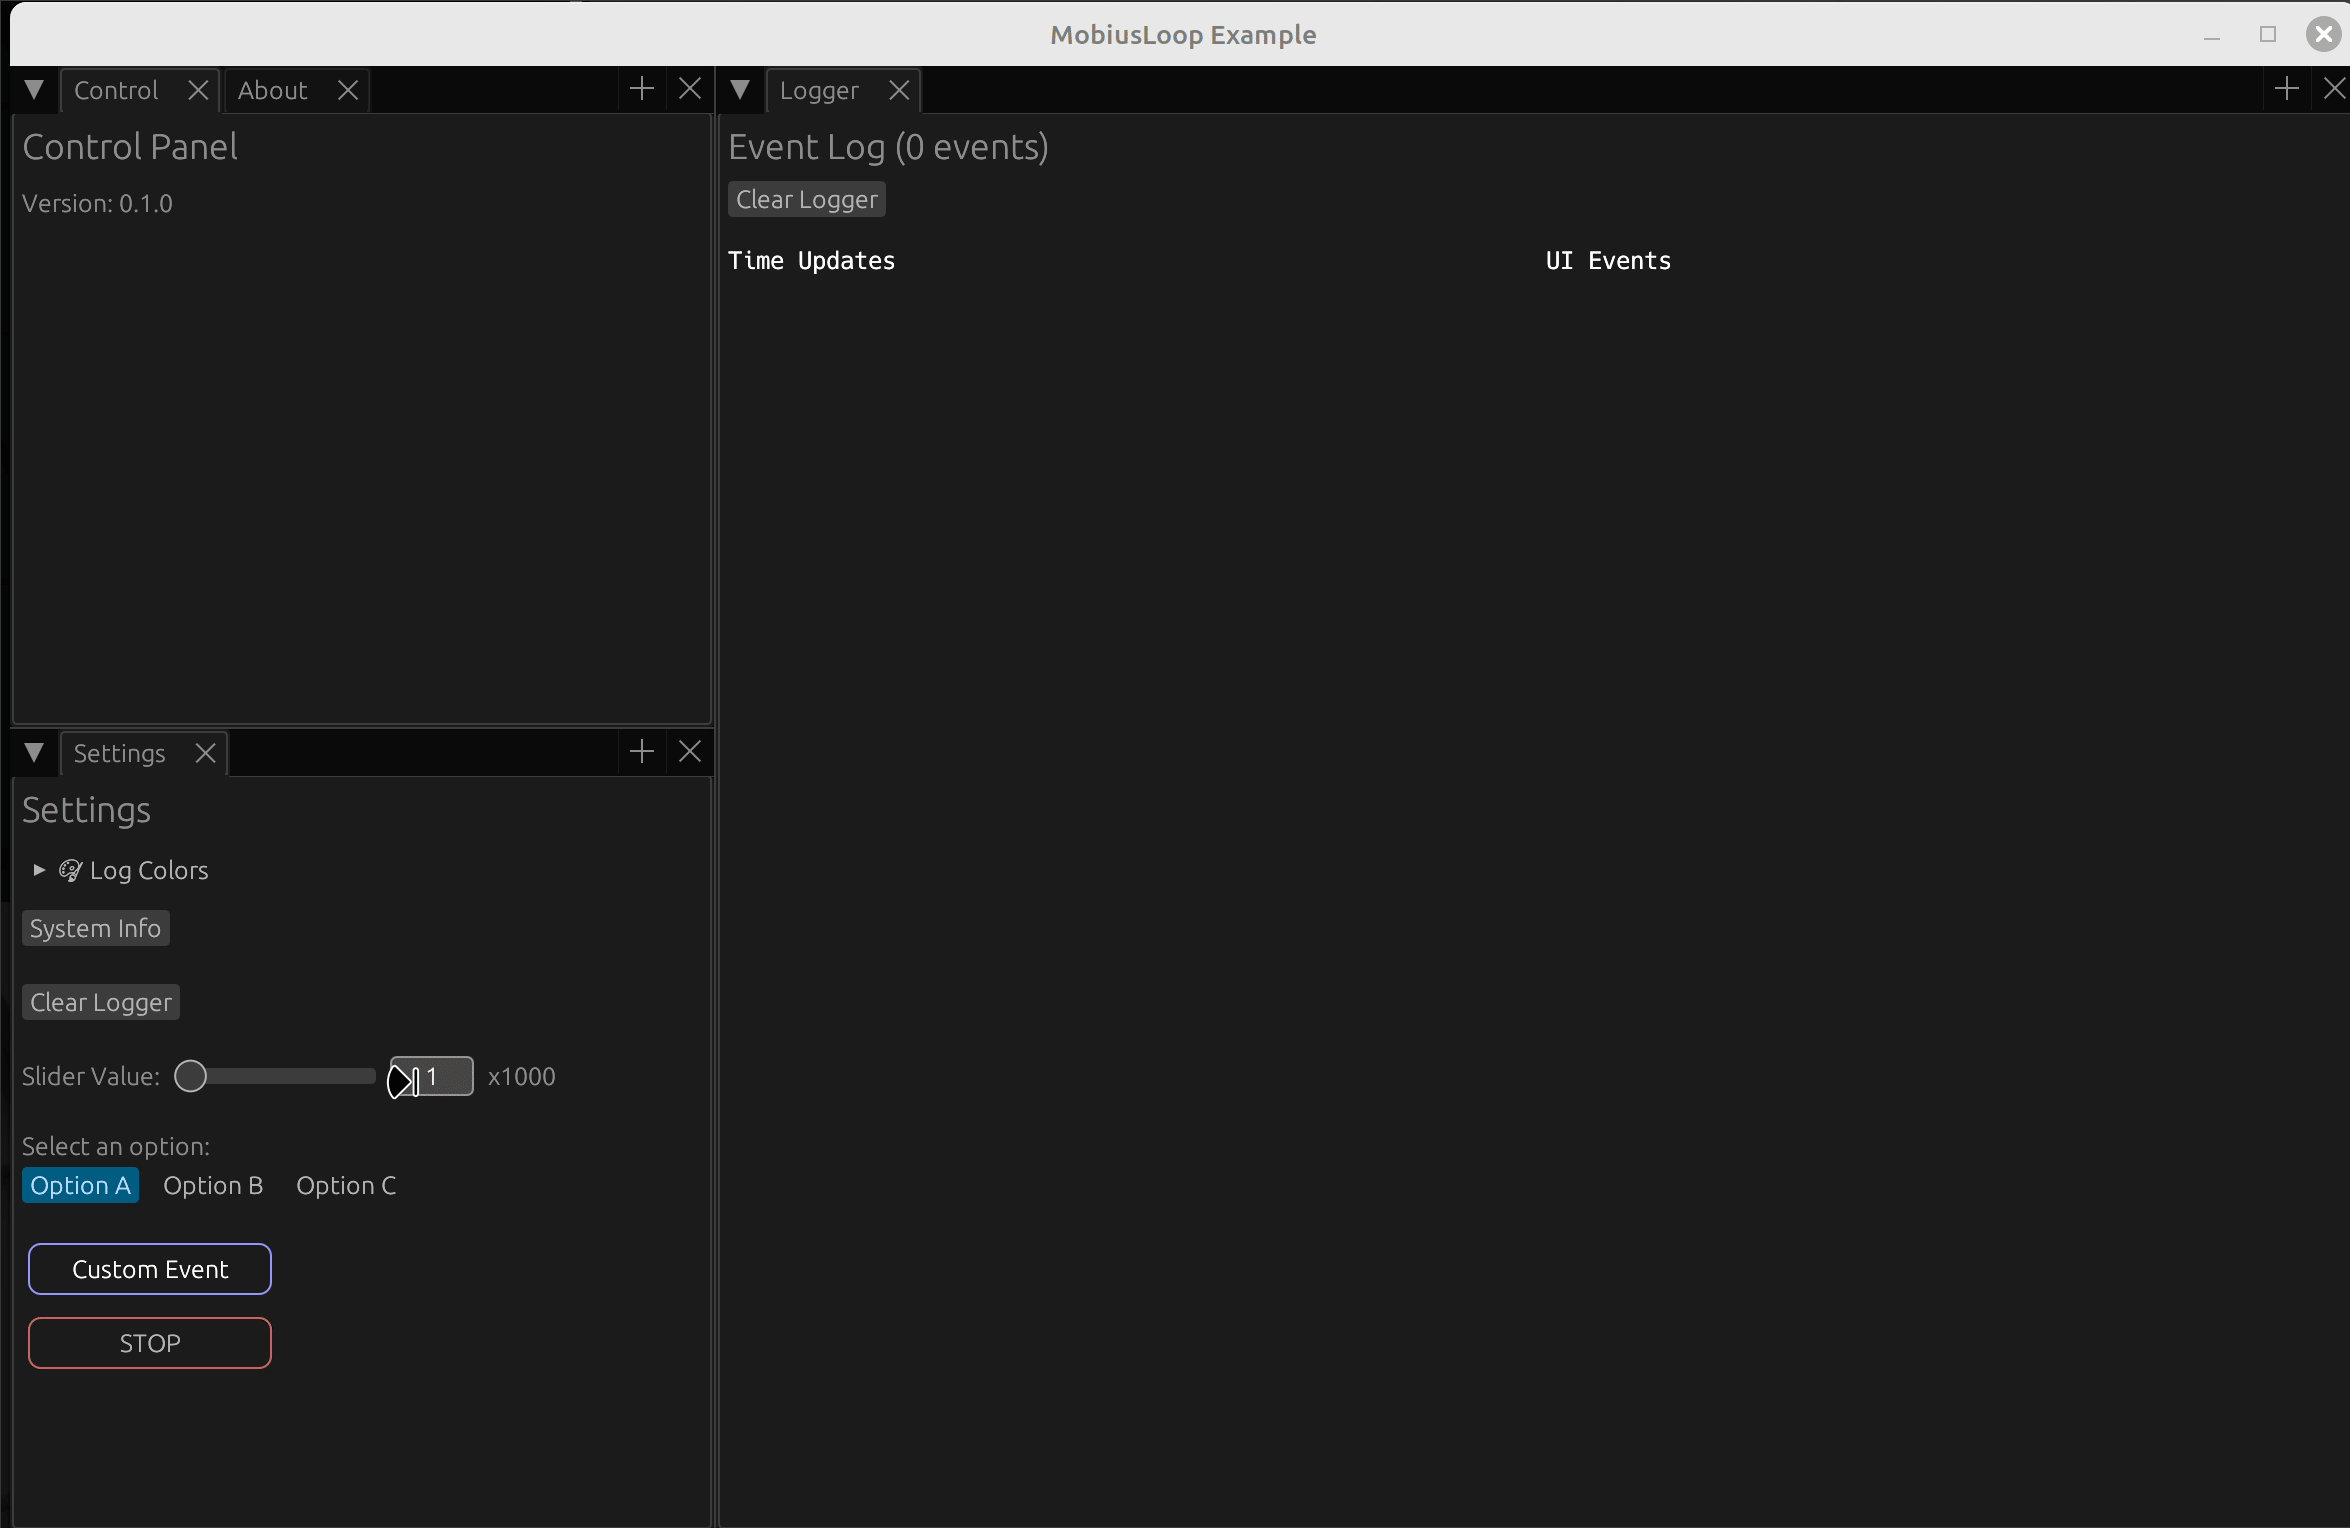 MobiusLoop Example
Control
About
Control Panel
Version: 0.1.0
Settings
Settings
Log Colors
System Info
Clear Logger
Slider Value: 1 x1000
Select an option:
Option A Option B Option C
Custom Event
STOP
Logger
Event Log (0 events)
Clear Logger
Time Updates
UI Events